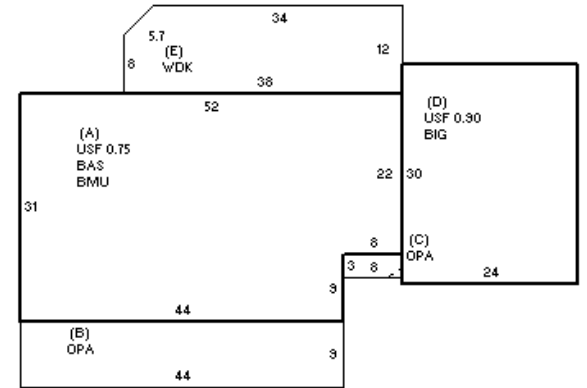 34
5.7
(E)
WDK
12
8
38
52
(D)
USF 0.90
BIG
(A)
USF 0.75
BAS
BMU
22
30
31
8
(C)
OPA
3
8
24
9
44
(B)
OPA
9
44